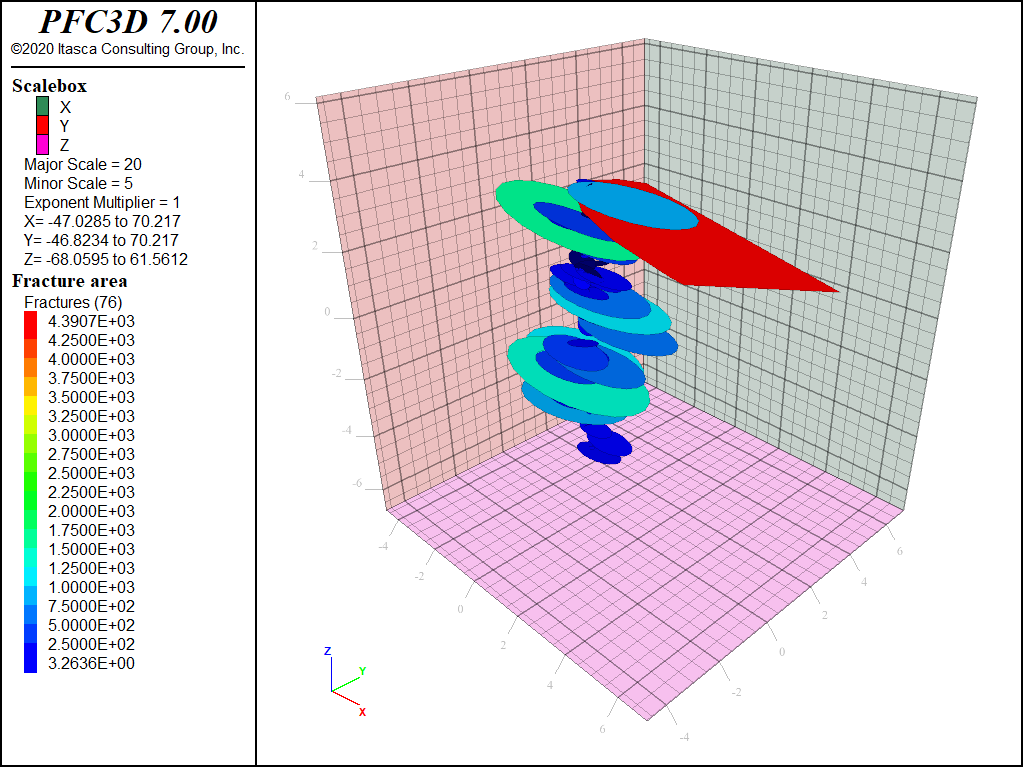 PFC3D 7.00
©2020 Itasca Consulting Group, Inc.
Scalebox
X
Y
Z
Major Scale = 20
Minor Scale = 5
Exponent Multiplier = 1
X= -47.0285 to 70.217
Y= -46.8234 to 70.217
Z= -68.0595 to 61.5612
Fracture area
Fractures (76)
4.3907E+03
4.2500E+03
4.0000E+03
3.7500E+03
3.5000E+03
3.2500E+03
3.0000E+03
2.7500E+03
2.5000E+03
2.2500E+03
2.0000E+03
1.7500E+03
1.5000E+03
1.2500E+03
1.0000E+03
7.5000E+02
5.0000E+02
2.5000E+02
3.2636E+00
6
4
2
0
-2
-4
-6
-4
-2
0
2
4
6
6
4
2
0
-2
-4
Z
Y
X